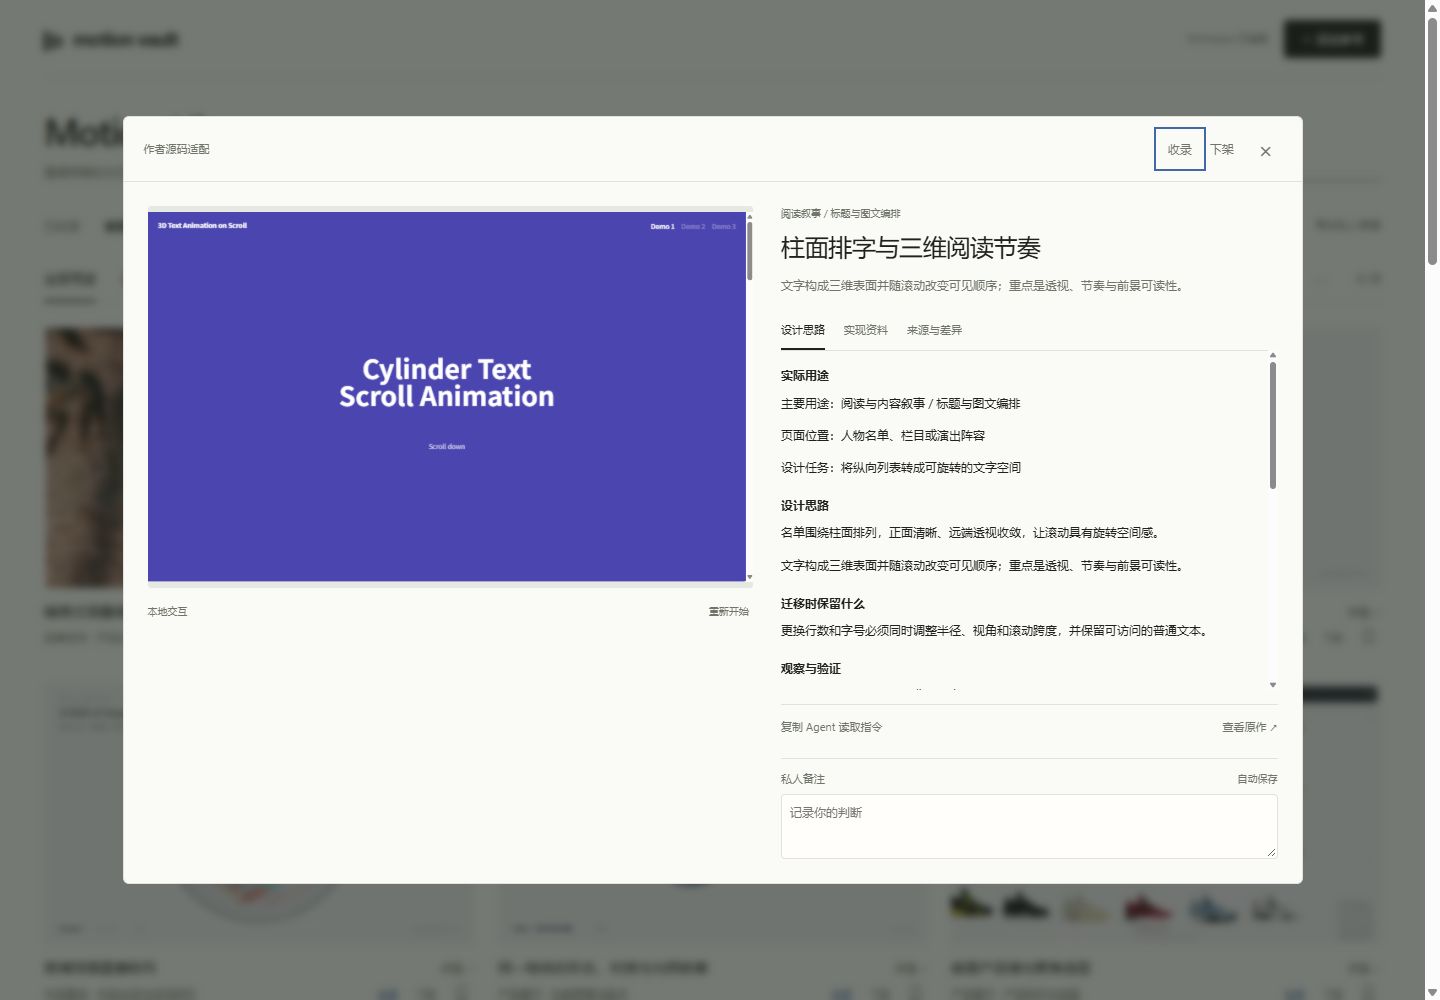 motion vault
作者源码适配
收录
下架
3D Text Animation on Scroll
Demo 1 Demo 2 Demo 3
Cylinder Text
Scroll Animation
Scroll down
本地交互
重新开始
阅读叙事 / 标题与图文编排
柱面排字与三维阅读节奏
文字构成三维表面并随滚动改变可见顺序；重点是透视、节奏与前景可读性。
设计思路 实现资料 来源与差异
实际用途
主要用途：阅读与内容叙事 / 标题与图文编排
页面位置：人物名单、栏目或演出阵容
设计任务：将纵向列表转成可旋转的文字空间
设计思路
名单围绕柱面排列，正面清晰、远端透视收敛，让滚动具有旋转空间感。
文字构成三维表面并随滚动改变可见顺序；重点是透视、节奏与前景可读性。
迁移时保留什么
更换行数和字号必须同时调整半径、视角和滚动跨度，并保留可访问的普通文本。
观察与验证
复制 Agent 读取指令
查看原作 ↗
私人备注
自动保存
记录你的判断